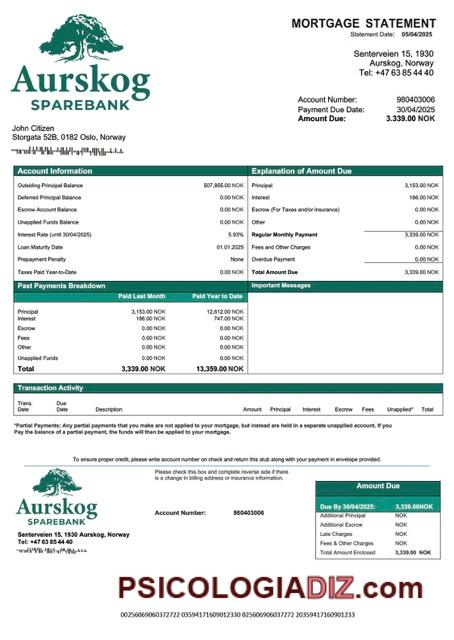 Aurskog
SPAREBANK
MORTGAGE STATEMENT
Statement Date: 05/04/2025
Senterveien 15, 1930
Aurskog, Norway
Tel: +47 63 85 44 40
Account Number: 980403006
Payment Due Date: 30/04/2025
Amount Due: 3.339.00 NOK
John Citizen
Storgata 52B, 0182 Oslo, Norway
Account Information
Outsiding Principal Balance 507,955.00 NOK
Deferred Principal Balance 0.00 NOK
Escrow Account Balance 0.00 NOK
Unapplied Funds Balance 0.00 NOK
Interest Rate (until 30/04/2025) 5.93%
Loan Maturity Date 01.01.2025
Prepayment Penalty None
Taxes Paid Year-to-Date 0.00 NOK
Explanation of Amount Due
Principal 3,153.00 NOK
Interest 186.00 NOK
Escrow (For Taxes and/or insurance) 0.00 NOK
Other 0.00 NOK
Regular Monthly Payment 3,339.00 NOK
Fees and Other Charges 0.00 NOK
Overdue Payment 0.00 NOK
Total Amount Due 3,339.00 NOK
Past Payments Breakdown
Paid Last Month Paid Year to Date
Principal 3,153.00 NOK 12,612.00 NOK
Interest 186.00 NOK 747.00 NOK
Escrow 0.00 NOK 0.00 NOK
Fees 0.00 NOK 0.00 NOK
Other 0.00 NOK 0.00 NOK
Unapplied Funds 0.00 NOK 0.00 NOK
Total 3,339.00 NOK 13,359.00 NOK
Important Messages
Transaction Activity
Trans. Date Due Date Description Amount Principal Interest Escrow Fees Unapplied* Total
*Partial Payments: Any partial payments that you make are not applied to your mortgage, but instead are held in a separate unapplied account. If you
Pay the balance of a partial payment, the funds will then be applied to your mortgage.
To ensure proper credit, please write account number on check and return this stub along with your payment in envelope provided.
Aurskog
SPAREBANK
Senterveien 15, 1930 Aurskog, Norway
Tel: +47 63 85 44 40
Please check this box and complete reverse side if there
is a change in billing address or insurance information.
Account Number: 980403006
Amount Due
Due By 30/04/2025: 3,339.00NOK
Additional Principal NOK
Additional Escrow NOK
Late Charges NOK
Fees & Other Charges NOK
Total Amount Enclosed 3,339.00 NOK
PSICOLOGIADIZ.com
00256069060372722 03594171609012330 025606906037272 20359417160901233